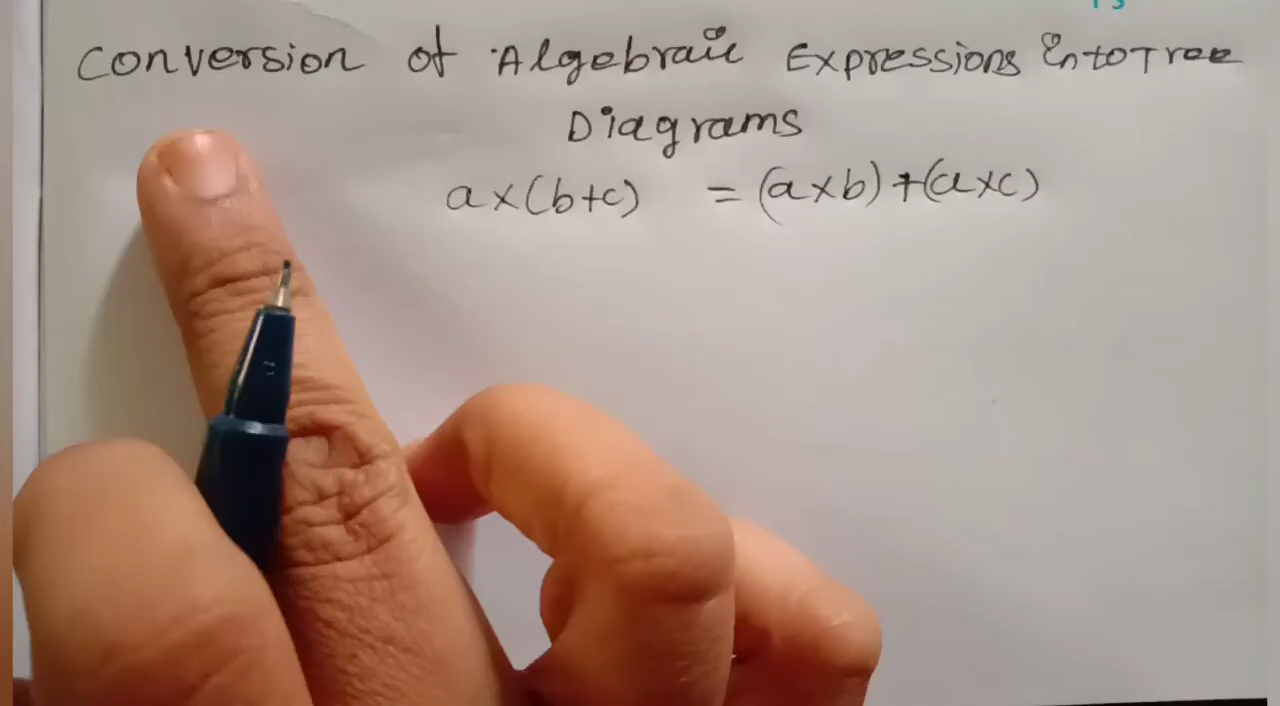 Conversion of Algebraic Expressions Into Tree
Diagrams
a×(b+c) = (a×b)+(a×c)